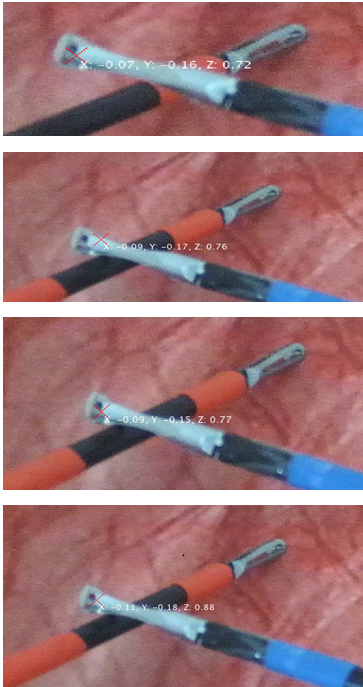 X: -0.07, Y: -0.16, Z: 0.72
X: -0.09, Y: -0.17, Z: 0.76
X: -0.09, Y: -0.15, Z: 0.77
X: -0.11, Y: -0.18, Z: 0.88